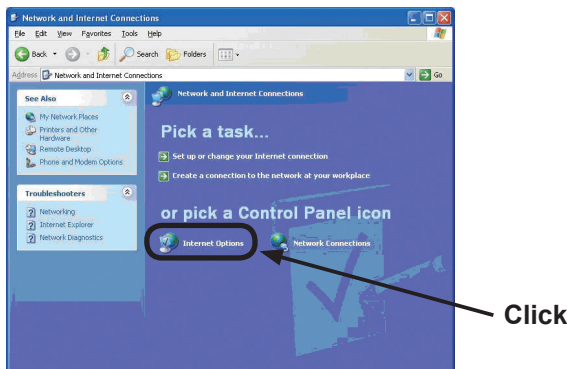 Network and Internet Connections
File Edit View Favorites Tools Help
Back Search Folders
Address Network and Internet Connections Go
See Also
My Network Places
Printers and Other
Hardware
Remote Desktop
Phone and Modem Options
Troubleshooters
Networking
Internet Explorer
Network Diagnostics
Network and Internet Connections
Pick a task...
Set up or change your Internet connection
Create a connection to the network at your workplace
or pick a Control Panel icon
Internet Options Network Connections
Click